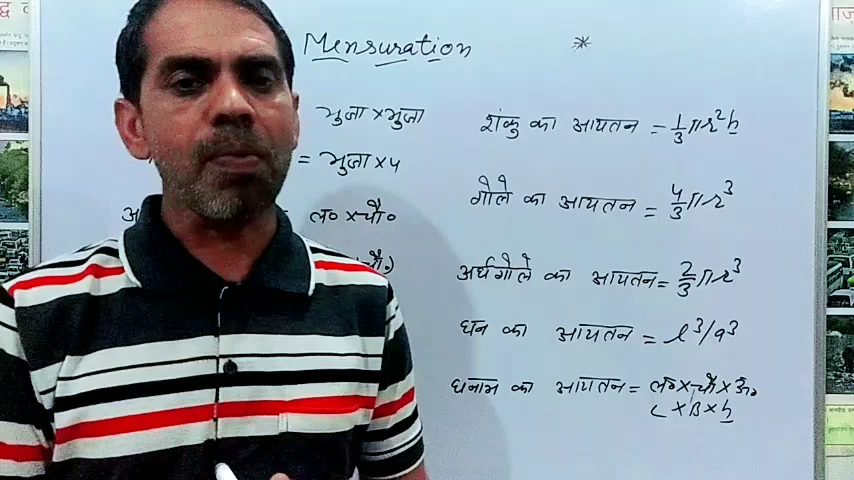 Mensuration *
भुजा × भुजा
= भुजा × 4
ल० × चौ०
चौ०)
शंकु का आयतन = 1/3 πr²h
गोले का आयतन = 4/3 πr³
अर्धगोले का आयतन = 2/3 πr³
घन का आयतन = l³/a³
घनाभ का आयतन = ल० × चौ × ऊ०
L × B × h